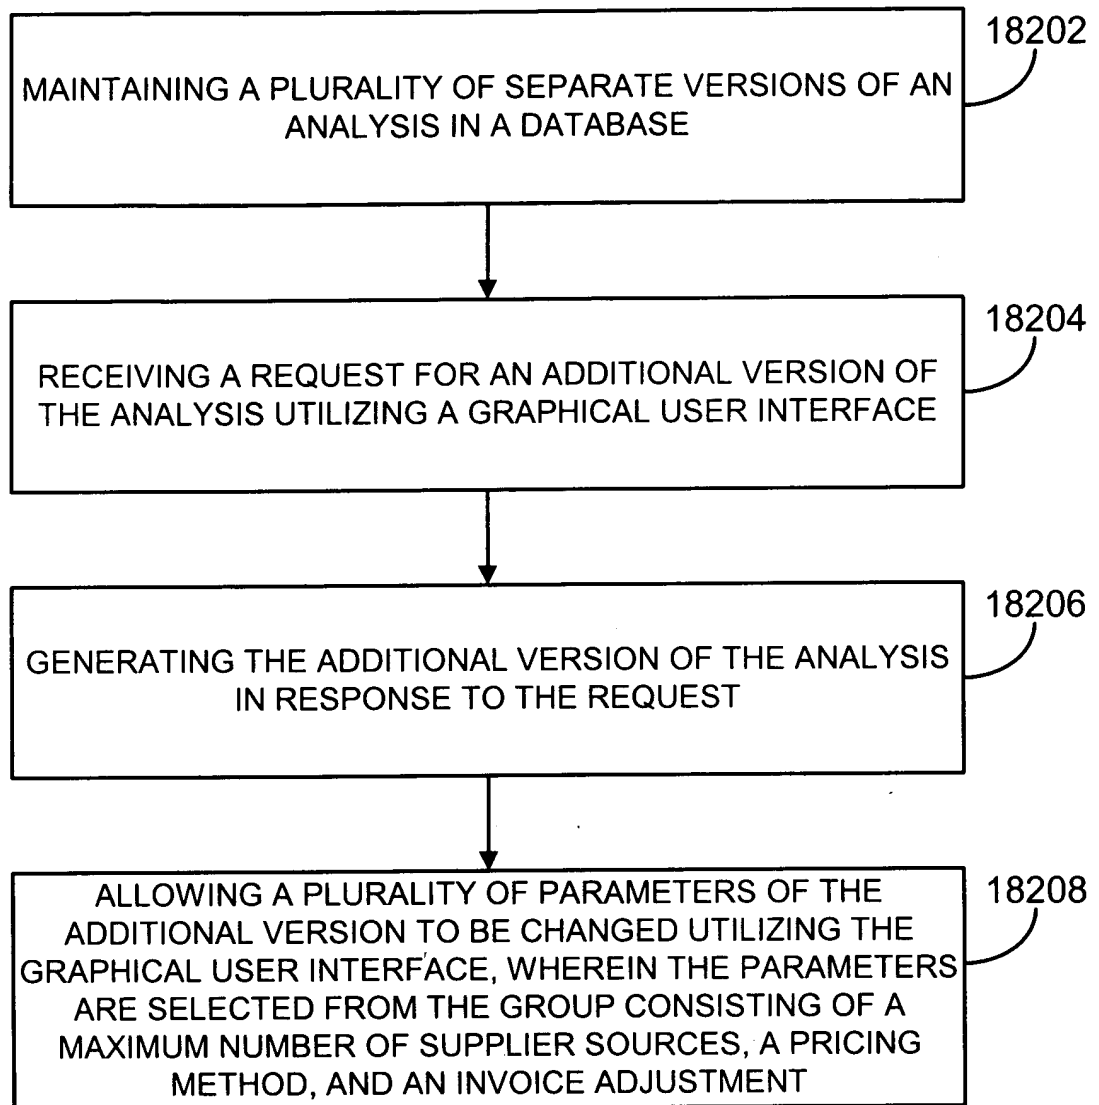 18202
MAINTAINING A PLURALITY OF SEPARATE VERSIONS OF AN
ANALYSIS IN A DATABASE
18204
RECEIVING A REQUEST FOR AN ADDITIONAL VERSION OF
THE ANALYSIS UTILIZING A GRAPHICAL USER INTERFACE
18206
GENERATING THE ADDITIONAL VERSION OF THE ANALYSIS
IN RESPONSE TO THE REQUEST
18208
ALLOWING A PLURALITY OF PARAMETERS OF THE
ADDITIONAL VERSION TO BE CHANGED UTILIZING THE
GRAPHICAL USER INTERFACE, WHEREIN THE PARAMETERS
ARE SELECTED FROM THE GROUP CONSISTING OF A
MAXIMUM NUMBER OF SUPPLIER SOURCES, A PRICING
METHOD, AND AN INVOICE ADJUSTMENT